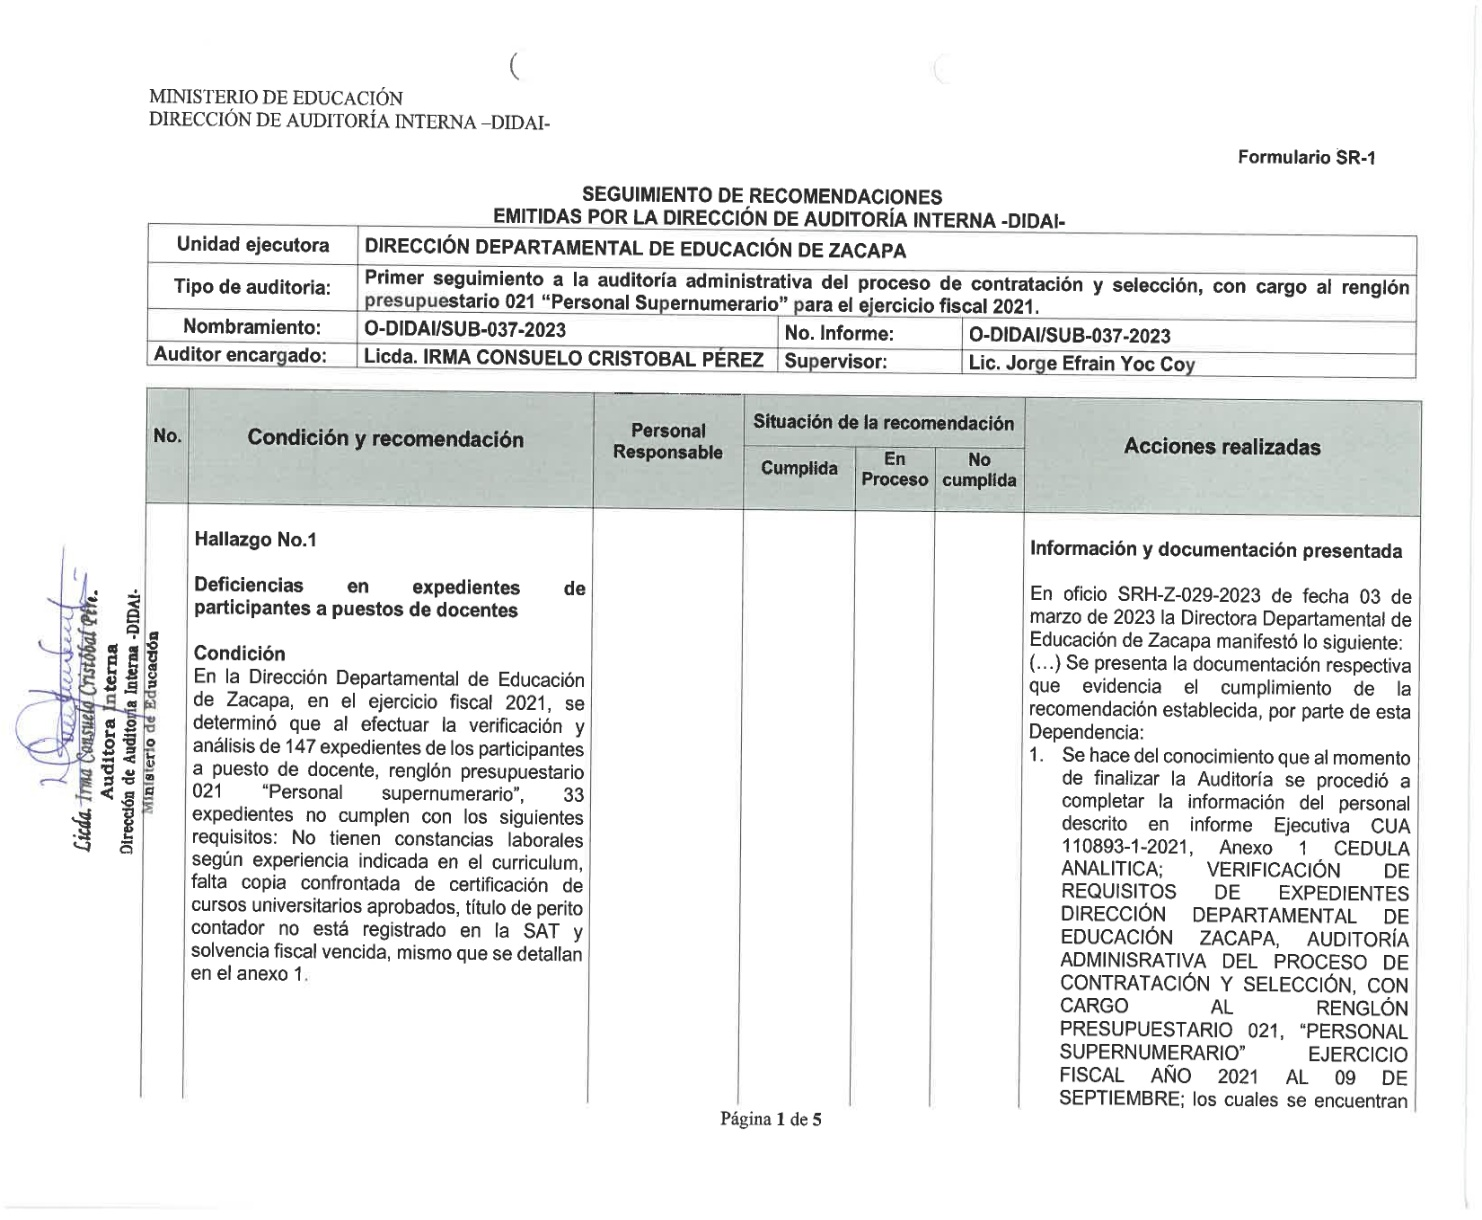 MINISTERIO DE EDUCACIÓN
DIRECCIÓN DE AUDITORÍA INTERNA –DIDAI-
Formulario SR-1
SEGUIMIENTO DE RECOMENDACIONES
EMITIDAS POR LA DIRECCIÓN DE AUDITORÍA INTERNA -DIDAI-
Unidad ejecutora
DIRECCIÓN DEPARTAMENTAL DE EDUCACIÓN DE ZACAPA
Tipo de auditoria:
Primer seguimiento a la auditoría administrativa del proceso de contratación y selección, con cargo al renglón
presupuestario 021 “Personal Supernumerario” para el ejercicio fiscal 2021.
Nombramiento:
O-DIDAI/SUB-037-2023
No. Informe:
O-DIDAI/SUB-037-2023
Auditor encargado:
Licda. IRMA CONSUELO CRISTOBAL PÉREZ
Supervisor:
Lic. Jorge Efrain Yoc Coy
No.
Condición y recomendación
Personal
Responsable
Situación de la recomendación
Cumplida
En
Proceso
No
cumplida
Acciones realizadas
Hallazgo No.1
Deficiencias en expedientes de
participantes a puestos de docentes
Condición
En la Dirección Departamental de Educación
de Zacapa, en el ejercicio fiscal 2021, se
determinó que al efectuar la verificación y
análisis de 147 expedientes de los participantes
a puesto de docente, renglón presupuestario
021 “Personal supernumerario”, 33
expedientes no cumplen con los siguientes
requisitos: No tienen constancias laborales
según experiencia indicada en el curriculum,
falta copia confrontada de certificación de
cursos universitarios aprobados, título de perito
contador no está registrado en la SAT y
solvencia fiscal vencida, mismo que se detallan
en el anexo 1.
Información y documentación presentada
En oficio SRH-Z-029-2023 de fecha 03 de
marzo de 2023 la Directora Departamental de
Educación de Zacapa manifestó lo siguiente:
(...) Se presenta la documentación respectiva
que evidencia el cumplimiento de la
recomendación establecida, por parte de esta
Dependencia:
1. Se hace del conocimiento que al momento
de finalizar la Auditoría se procedió a
completar la información del personal
descrito en informe Ejecutiva CUA
110893-1-2021, Anexo 1 CEDULA
ANALITICA; VERIFICACIÓN DE
REQUISITOS DE EXPEDIENTES
DIRECCIÓN DEPARTAMENTAL DE
EDUCACIÓN ZACAPA, AUDITORÍA
ADMINISRATIVA DEL PROCESO DE
CONTRATACIÓN Y SELECCIÓN, CON
CARGO AL RENGLÓN
PRESUPUESTARIO 021, “PERSONAL
SUPERNUMERARIO” EJERCICIO
FISCAL AÑO 2021 AL 09 DE
SEPTIEMBRE; los cuales se encuentran
Licda. Irma Consuelo Cristóbal
Auditora Interna
Dirección de Auditoría Interna -DIDAI-
Ministerio de Educación
Página 1 de 5